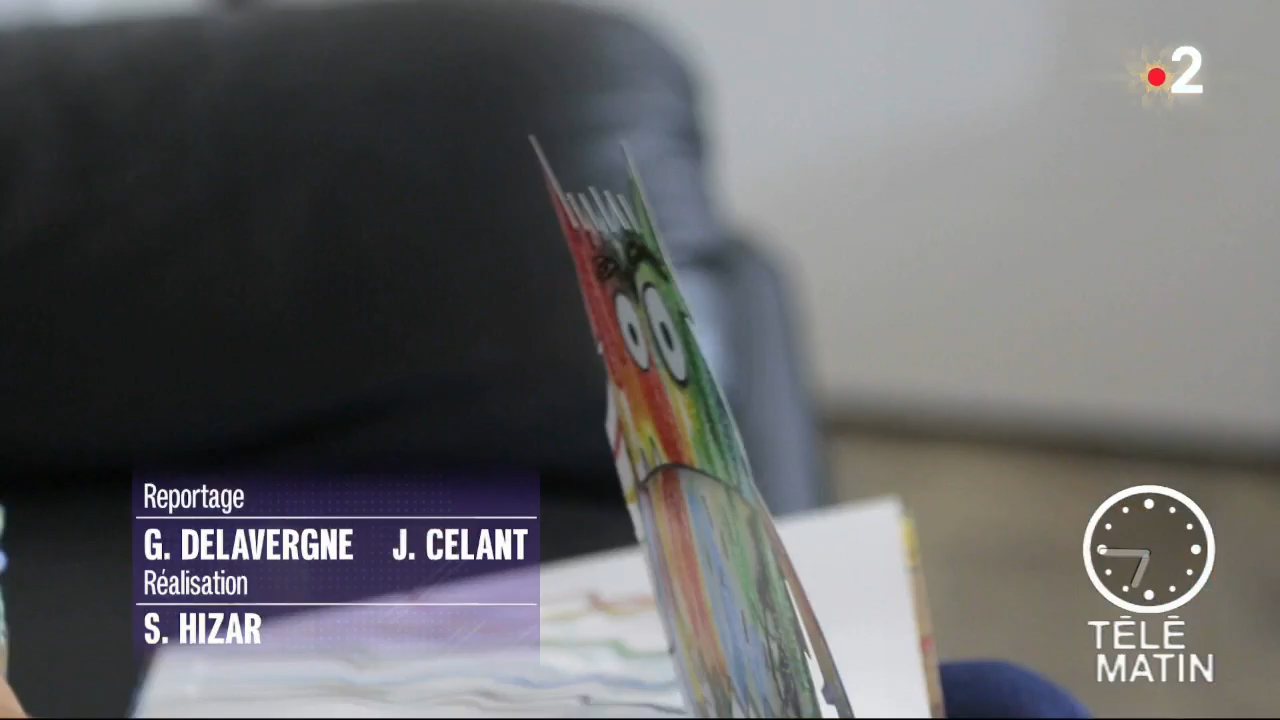 2
Reportage
G. DELAVERGNE J. CELANT
Réalisation
S. HIZAR
TÉLÉ
MATIN